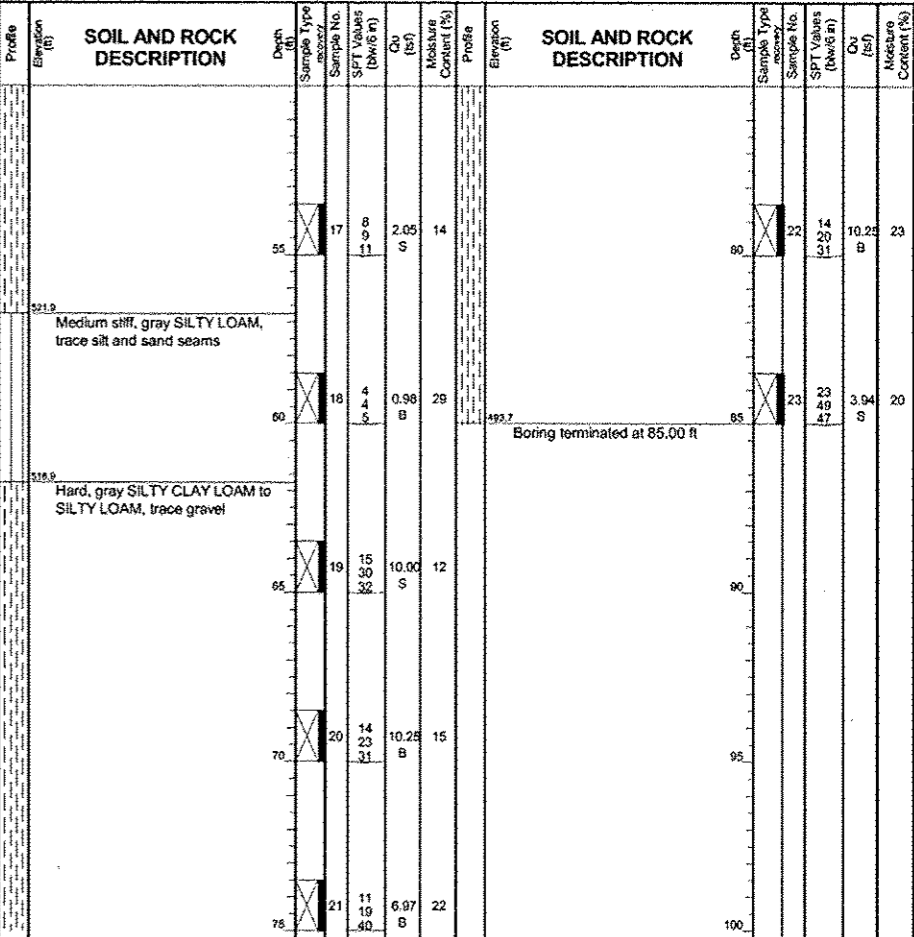 Profile
Elevation (ft)
SOIL AND ROCK DESCRIPTION
Depth (ft)
Sample Type recovery
Sample No.
SPT Values (blw/6 in)
Qu (tsf)
Moisture Content (%)
Profile
Elevation (ft)
SOIL AND ROCK DESCRIPTION
Depth (ft)
Sample Type recovery
Sample No.
SPT Values (blw/6 in)
Qu (tsf)
Moisture Content (%)
55
17
8
9
11
2.05
S
14
521.9
Medium stiff, gray SILTY LOAM,
trace silt and sand seams
60
18
4
4
5
0.98
B
29
516.9
Hard, gray SILTY CLAY LOAM to
SILTY LOAM, trace gravel
65
19
15
30
32
10.00
S
12
70
20
14
23
31
10.25
B
15
75
21
11
19
40
6.97
B
22
80
22
14
20
31
10.25
B
23
85
23
23
49
47
3.94
S
20
493.7
Boring terminated at 85.00 ft
90
95
100